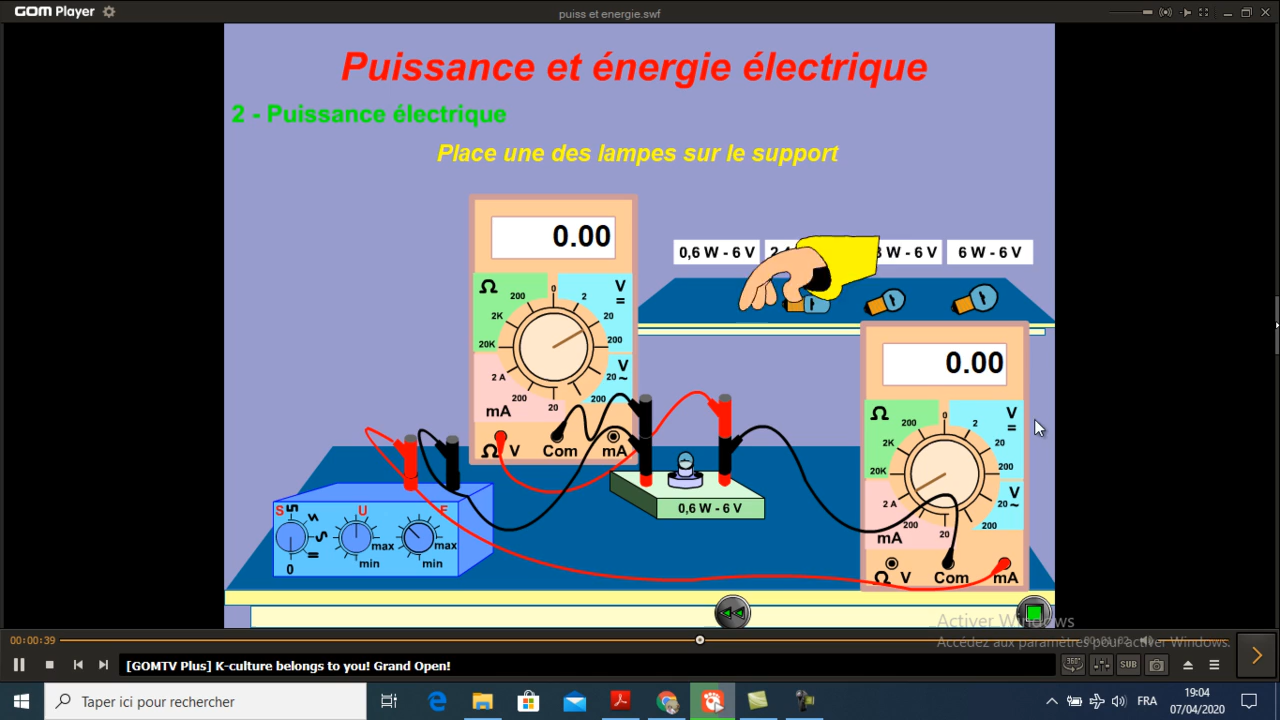 GOM Player
puiss et energie.swf
Puissance et énergie électrique
2 - Puissance électrique
Place une des lampes sur le support
0.00
0,6 W - 6 V
W - 6 V
6 W - 6 V
Ω
200
0
2
V
=
2K
20
20K
200
2 A
V
~
20
mA
200
20
200
Ω V
Com
mA
0.00
Ω
200
0
2
V
=
2K
20
20K
200
2 A
V
~
20
mA
200
20
200
Ω V
Com
mA
0,6 W - 6 V
S
U
F
max
max
0
min
min
Activer Windows
Accédez aux paramètres pour activer Windows.
00:00:39
[GOMTV Plus] K-culture belongs to you! Grand Open!
360°
SUB
Taper ici pour rechercher
FRA
19:04
07/04/2020